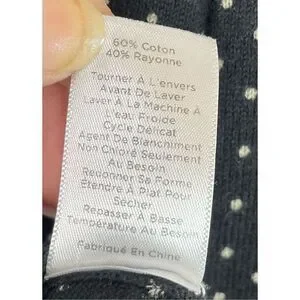 60% Coton
40% Rayonne
Tourner À L'envers
Avant De Laver
Laver À La Machine À
L'eau Froide
Cycle Délicat
Agent De Blanchiment
Non Chloré Seulement
Au Besoin
Redonner Se Forme
Étendre À Plat Pour
Sécher
Repasser À Basse
Température Au Besoin
Fabriqué En Chine